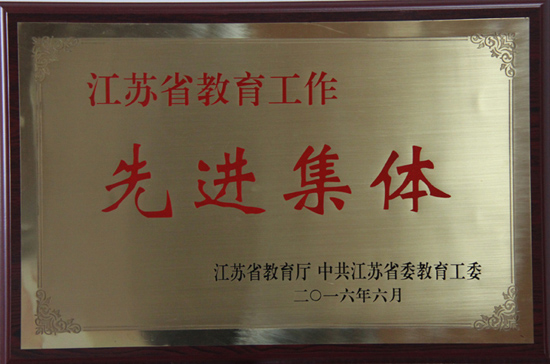 江苏省教育工作
先进集体
江苏省教育厅 中共江苏省委教育工委
二〇一六年六月